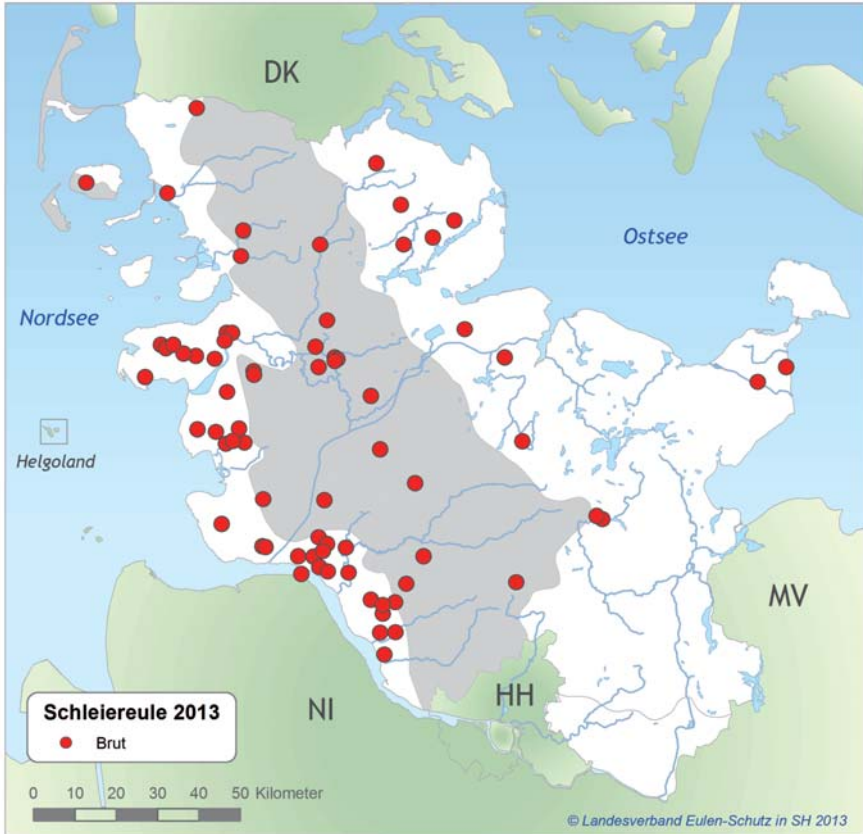 DK
Ostsee
Nordsee
Helgoland
MV
HH
NI
Schleiereule 2013
Brut
0 10 20 30 40 50 Kilometer
© Landesverband Eulen-Schutz in SH 2013